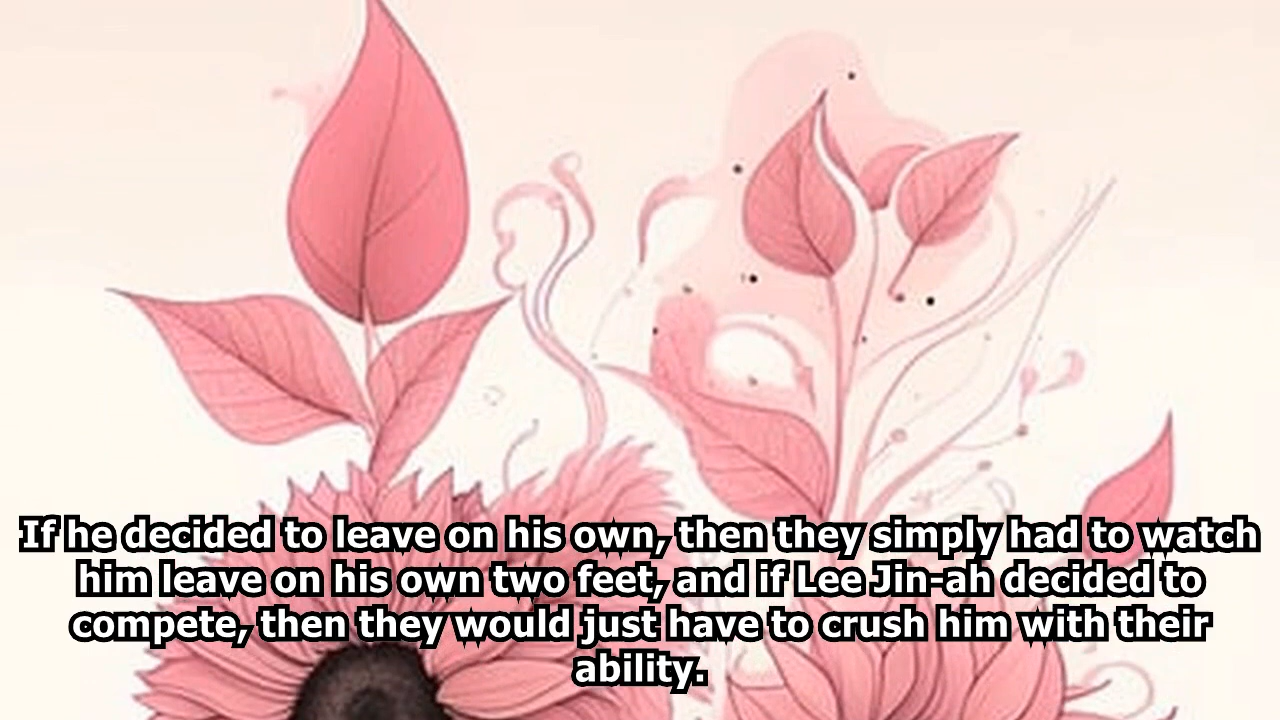 If he decided to leave on his own, then they simply had to watch
him leave on his own two feet, and if Lee Jin-ah decided to
compete, then they would just have to crush him with their
ability.